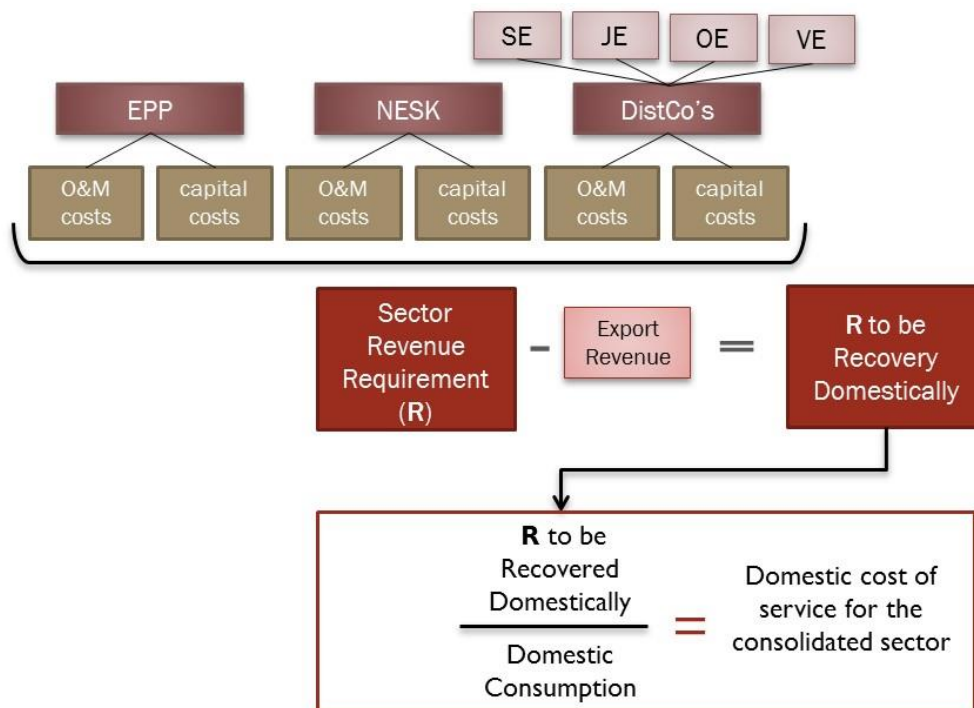 SE
JE
OE
VE
EPP
NESK
DistCo's
O&M
costs
capital
costs
O&M
costs
capital
costs
O&M
costs
capital
costs
Sector
Revenue
Requirement
(R)
–
Export
Revenue
=
R to be
Recovery
Domestically
R to be
Recovered
Domestically
Domestic
Consumption
=
Domestic cost of
service for the
consolidated sector